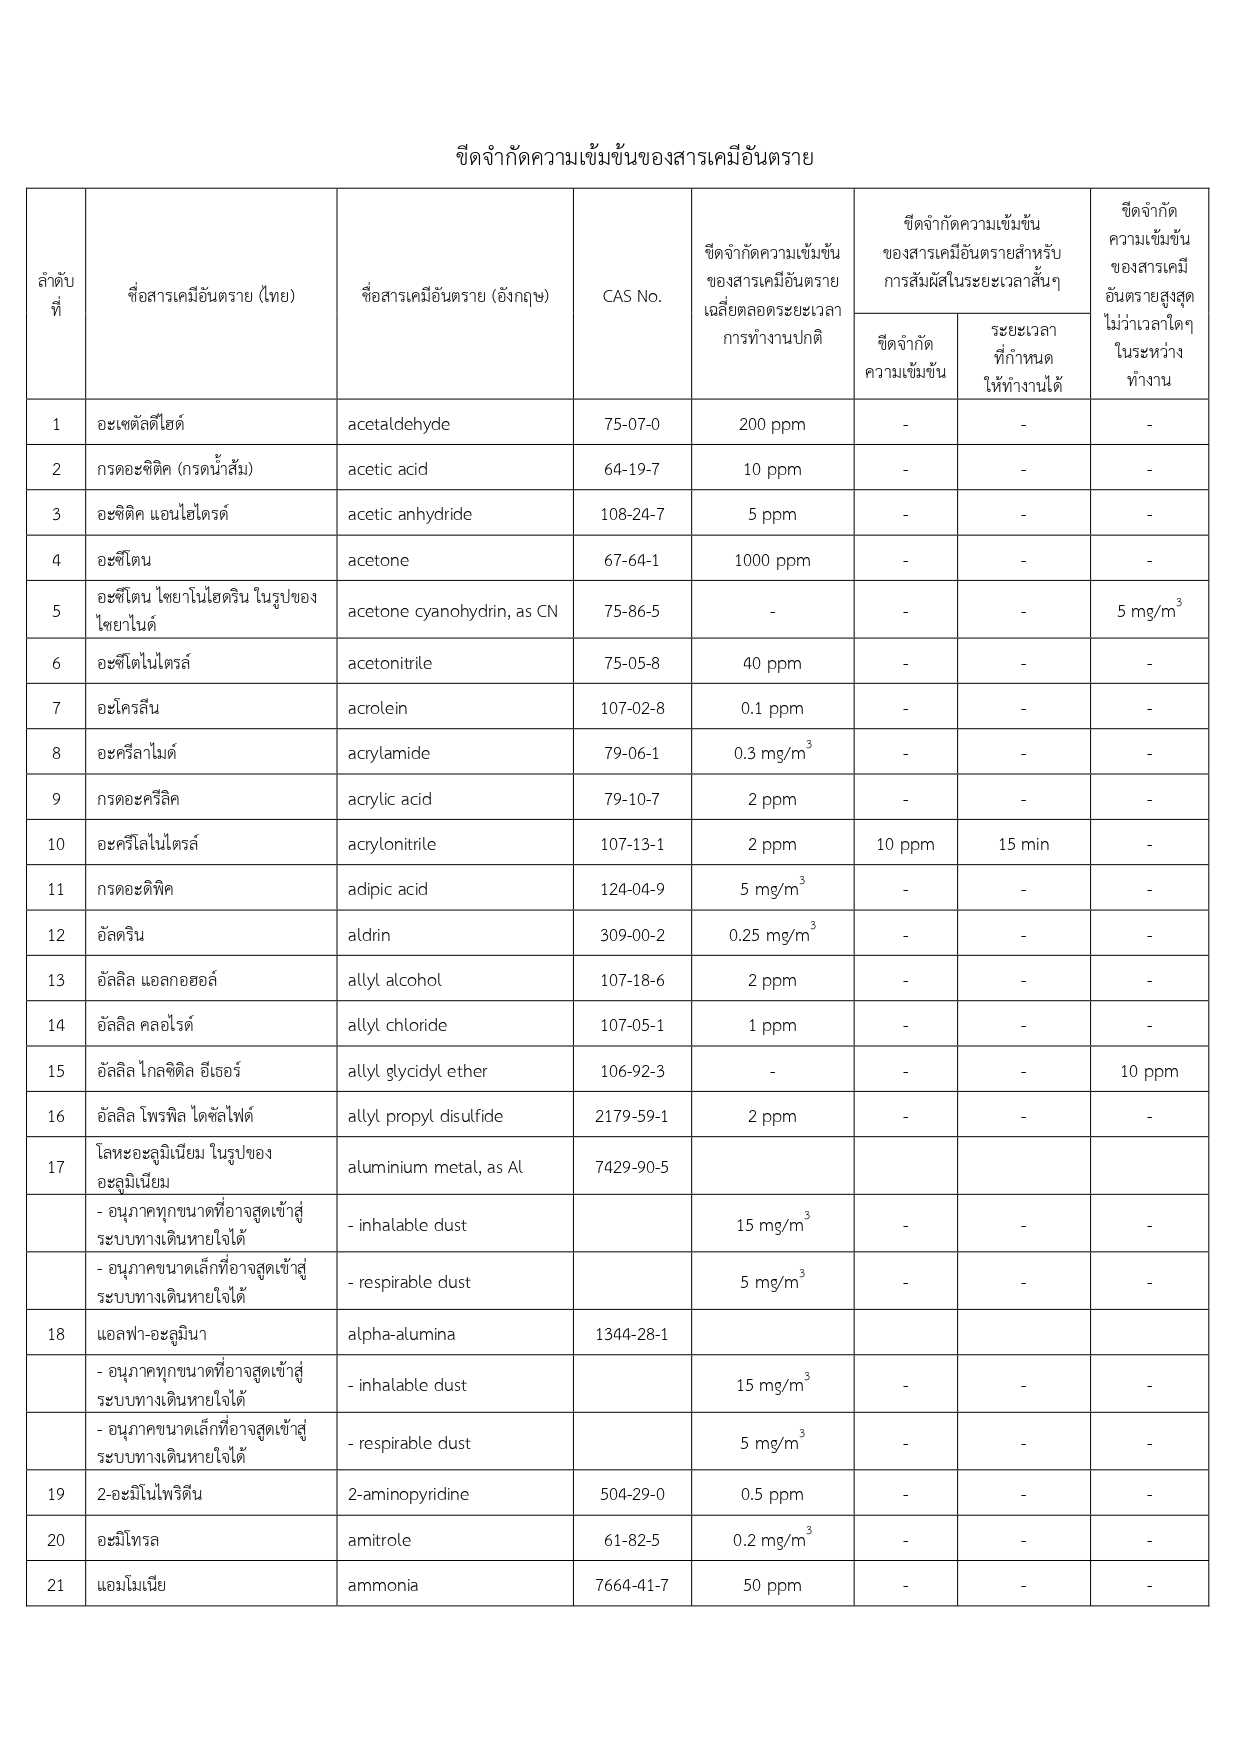 ขีดจำกัดความเข้มข้นของสารเคมีอันตราย
ลำดับ
ที่
ชื่อสารเคมีอันตราย (ไทย)
ชื่อสารเคมีอันตราย (อังกฤษ)
CAS No.
ขีดจำกัดความเข้มข้น
ของสารเคมีอันตราย
เฉลี่ยตลอดระยะเวลา
การทำงานปกติ
ขีดจำกัดความเข้มข้น
ของสารเคมีอันตรายสำหรับ
การสัมผัสในระยะเวลาสั้นๆ
ขีดจำกัด
ความเข้มข้น
ระยะเวลา
ที่กำหนด
ให้ทำงานได้
ขีดจำกัด
ความเข้มข้น
ของสารเคมี
อันตรายสูงสุด
ไม่ว่าเวลาใดๆ
ในระหว่าง
ทำงาน
1 อะเซตัลดีไฮด์ acetaldehyde 75-07-0 200 ppm - - -
2 กรดอะซิติค (กรดน้ำส้ม) acetic acid 64-19-7 10 ppm - - -
3 อะซิติค แอนไฮไดรด์ acetic anhydride 108-24-7 5 ppm - - -
4 อะซีโตน acetone 67-64-1 1000 ppm - - -
5 อะซีโตน ไซยาโนไฮดริน ในรูปของ
ไซยาไนด์ acetone cyanohydrin, as CN 75-86-5 - - - 5 mg/m³
6 อะซีโตไนไตรล์ acetonitrile 75-05-8 40 ppm - - -
7 อะโครลีน acrolein 107-02-8 0.1 ppm - - -
8 อะครีลาไมด์ acrylamide 79-06-1 0.3 mg/m³ - - -
9 กรดอะครีลิค acrylic acid 79-10-7 2 ppm - - -
10 อะครีโลไนไตรล์ acrylonitrile 107-13-1 2 ppm 10 ppm 15 min -
11 กรดอะดิพิค adipic acid 124-04-9 5 mg/m³ - - -
12 อัลดริน aldrin 309-00-2 0.25 mg/m³ - - -
13 อัลลิล แอลกอฮอล์ allyl alcohol 107-18-6 2 ppm - - -
14 อัลลิล คลอไรด์ allyl chloride 107-05-1 1 ppm - - -
15 อัลลิล ไกลซิดิล อีเธอร์ allyl glycidyl ether 106-92-3 - - - 10 ppm
16 อัลลิล โพรพิล ไดซัลไฟด์ allyl propyl disulfide 2179-59-1 2 ppm - - -
17 โลหะอะลูมิเนียม ในรูปของ
อะลูมิเนียม aluminium metal, as Al 7429-90-5
- อนุภาคทุกขนาดที่อาจสูดเข้าสู่
ระบบทางเดินหายใจได้ - inhalable dust 15 mg/m³ - - -
- อนุภาคขนาดเล็กที่อาจสูดเข้าสู่
ระบบทางเดินหายใจได้ - respirable dust 5 mg/m³ - - -
18 แอลฟา-อะลูมินา alpha-alumina 1344-28-1
- อนุภาคทุกขนาดที่อาจสูดเข้าสู่
ระบบทางเดินหายใจได้ - inhalable dust 15 mg/m³ - - -
- อนุภาคขนาดเล็กที่อาจสูดเข้าสู่
ระบบทางเดินหายใจได้ - respirable dust 5 mg/m³ - - -
19 2-อะมิโนไพริดีน 2-aminopyridine 504-29-0 0.5 ppm - - -
20 อะมิโทรล amitrole 61-82-5 0.2 mg/m³ - - -
21 แอมโมเนีย ammonia 7664-41-7 50 ppm - - -